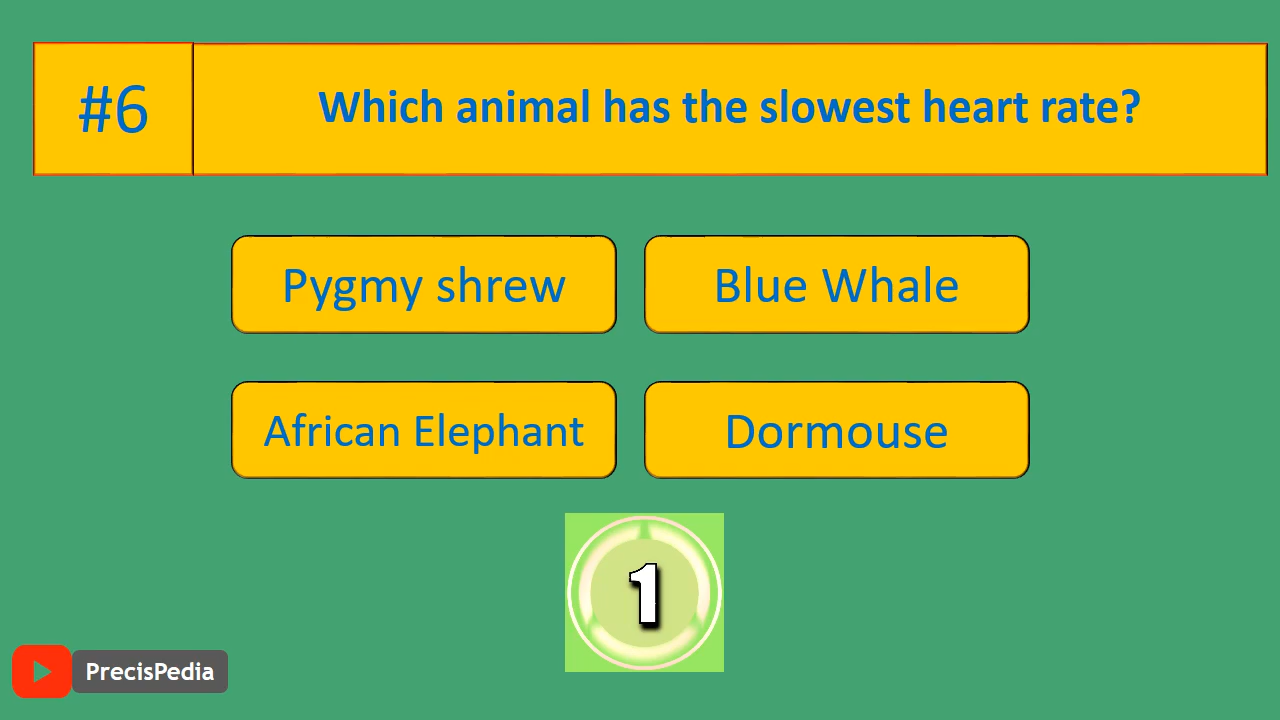 #6
Which animal has the slowest heart rate?
Pygmy shrew
Blue Whale
African Elephant
Dormouse
1
PrecisPedia